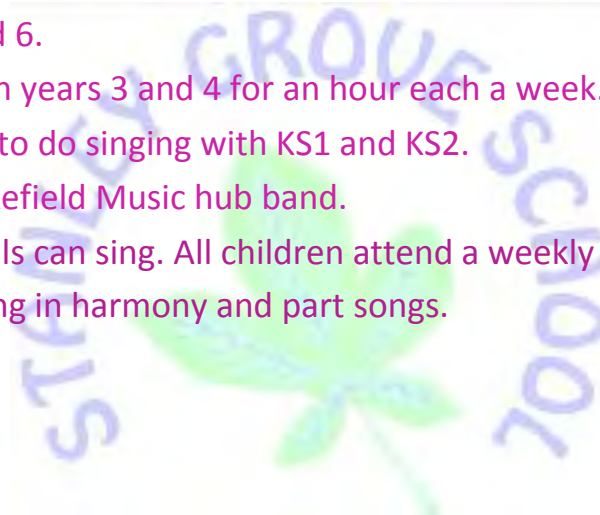 d 6.
n years 3 and 4 for an hour each a week.
to do singing with KS1 and KS2.
efield Music hub band.
ls can sing. All children attend a weekly
ng in harmony and part songs.
STANLEY GROVE SCHOOL